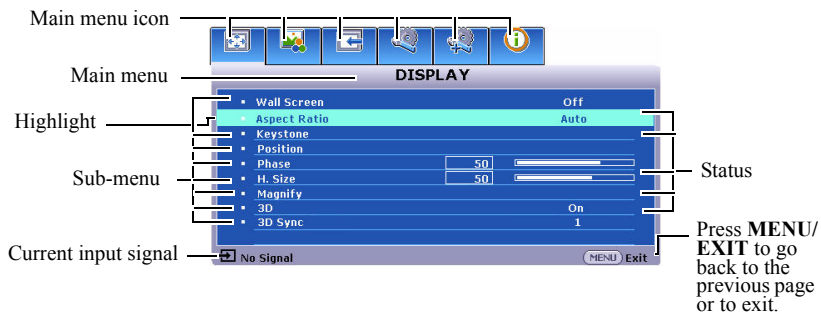 Main menu icon
Main menu
DISPLAY
Wall Screen Off
Highlight
Aspect Ratio Auto
Keystone
Position
Phase 50
Sub-menu
H. Size 50
Status
Magnify
3D On
3D Sync 1
Current input signal
No Signal
MENU Exit
Press MENU/
EXIT to go
back to the
previous page
or to exit.